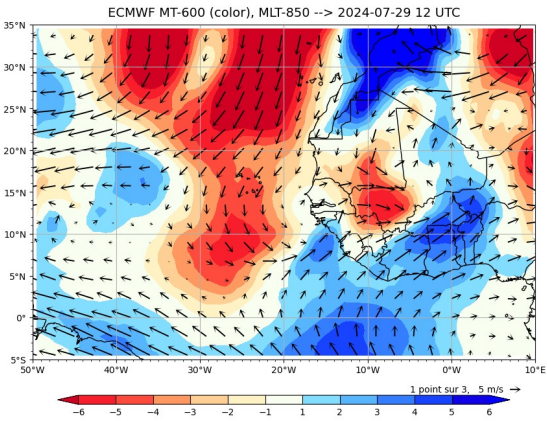 ECMWF MT-600 (color), MLT-850 --> 2024-07-29 12 UTC
35°N
30°N
25°N
20°N
15°N
10°N
5°N
0°
5°S
50°W 40°W 30°W 20°W 10°W 0°W 10°E
1 point sur 3, 5 m/s
−6 −5 −4 −3 −2 −1 1 2 3 4 5 6